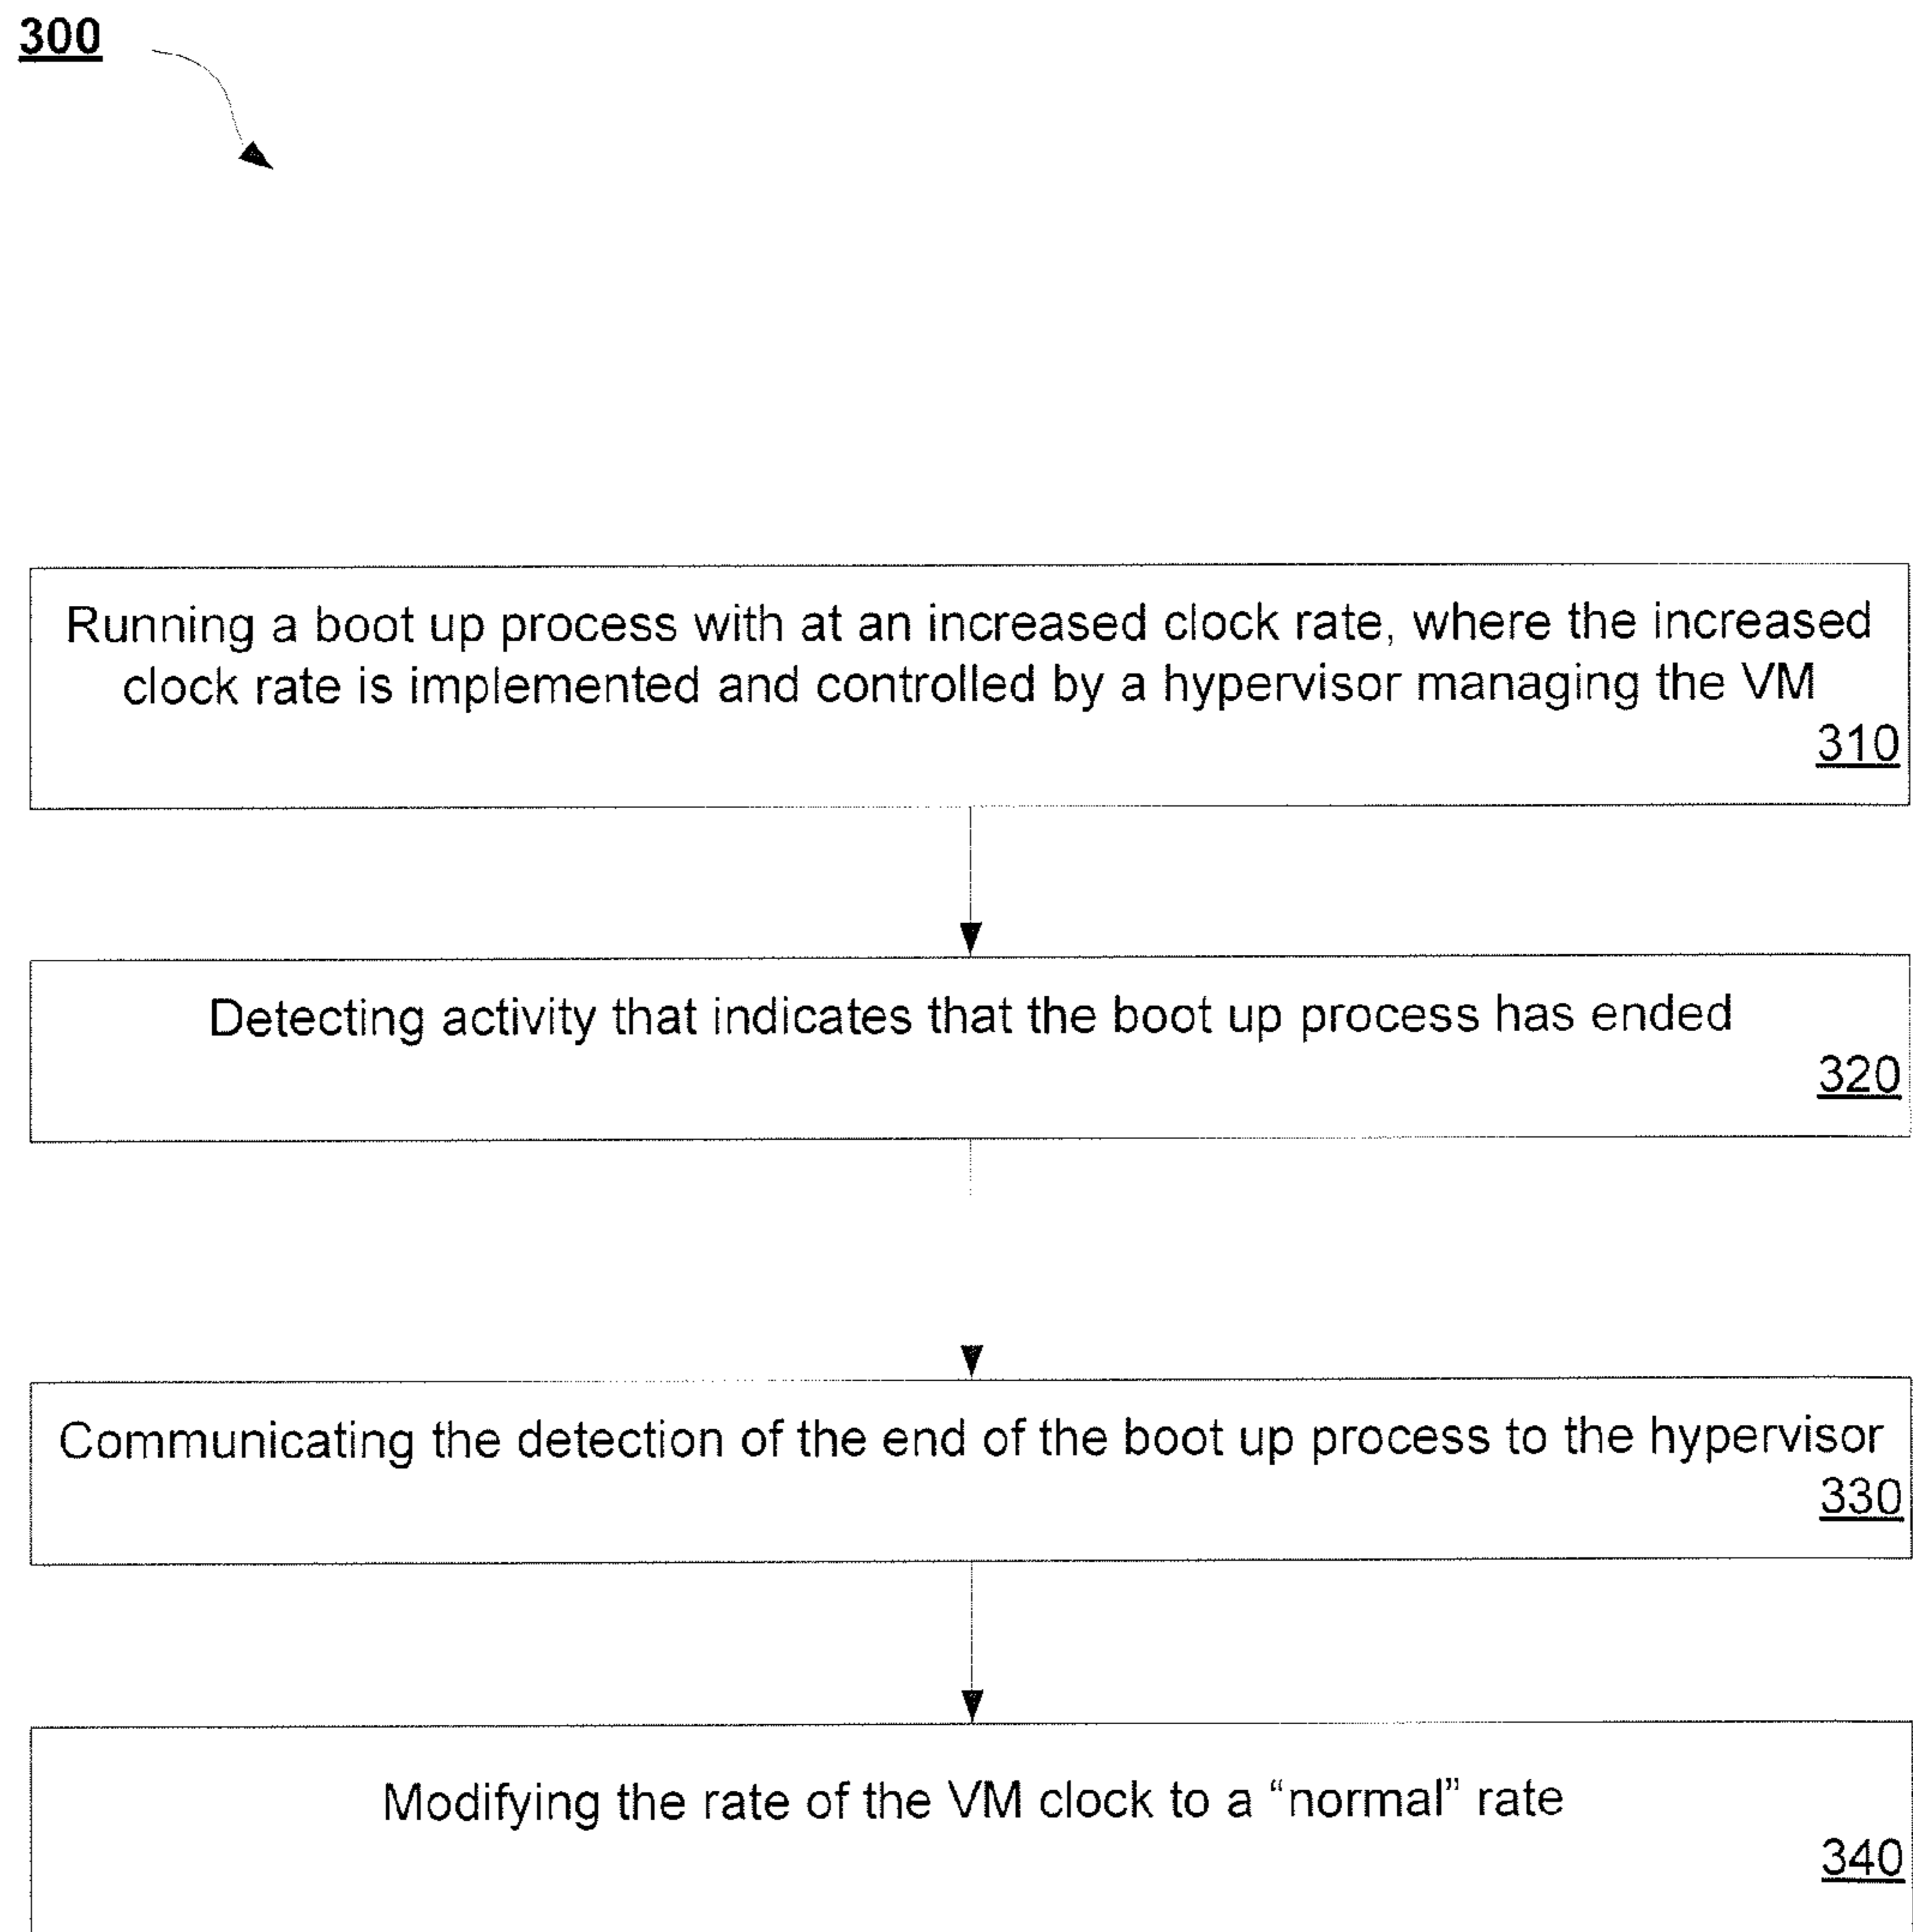 300
Running a boot up process with at an increased clock rate, where the increased
clock rate is implemented and controlled by a hypervisor managing the VM
310
Detecting activity that indicates that the boot up process has ended
320
Communicating the detection of the end of the boot up process to the hypervisor
330
Modifying the rate of the VM clock to a “normal” rate
340